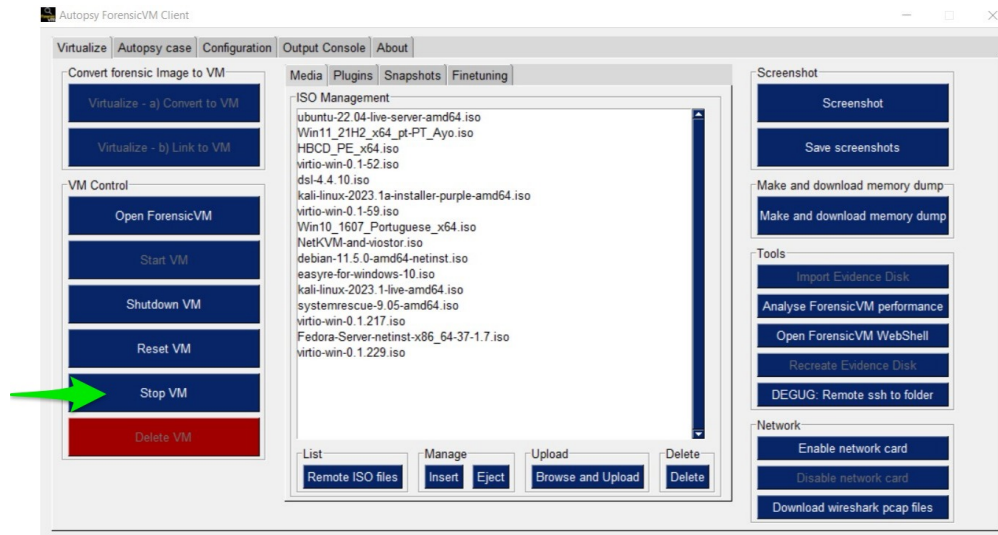 Autopsy ForensicVM Client
Virtualize Autopsy case Configuration Output Console About
Convert forensic Image to VM
Virtualize - a) Convert to VM
Virtualize - b) Link to VM
VM Control
Open ForensicVM
Start VM
Shutdown VM
Reset VM
Stop VM
Delete VM
Media Plugins Snapshots Finetuning
ISO Management
ubuntu-22.04-live-server-amd64.iso
Win11_21H2_x64_pt-PT_Ayo.iso
HBCD_PE_x64.iso
virtio-win-0.1-52.iso
dsl-4.4.10.iso
kali-linux-2023.1a-installer-purple-amd64.iso
virtio-win-0.1-59.iso
Win10_1607_Portuguese_x64.iso
NetKVM-and-viostor.iso
debian-11.5.0-amd64-netinst.iso
easyre-for-windows-10.iso
kali-linux-2023.1-live-amd64.iso
systemrescue-9.05-amd64.iso
virtio-win-0.1.217.iso
Fedora-Server-netinst-x86_64-37-1.7.iso
virtio-win-0.1.229.iso
List Manage Upload Delete
Remote ISO files Insert Eject Browse and Upload Delete
Screenshot
Screenshot
Save screenshots
Make and download memory dump
Make and download memory dump
Tools
Import Evidence Disk
Analyse ForensicVM performance
Open ForensicVM WebShell
Recreate Evidence Disk
DEGUG: Remote ssh to folder
Network
Enable network card
Disable network card
Download wireshark pcap files